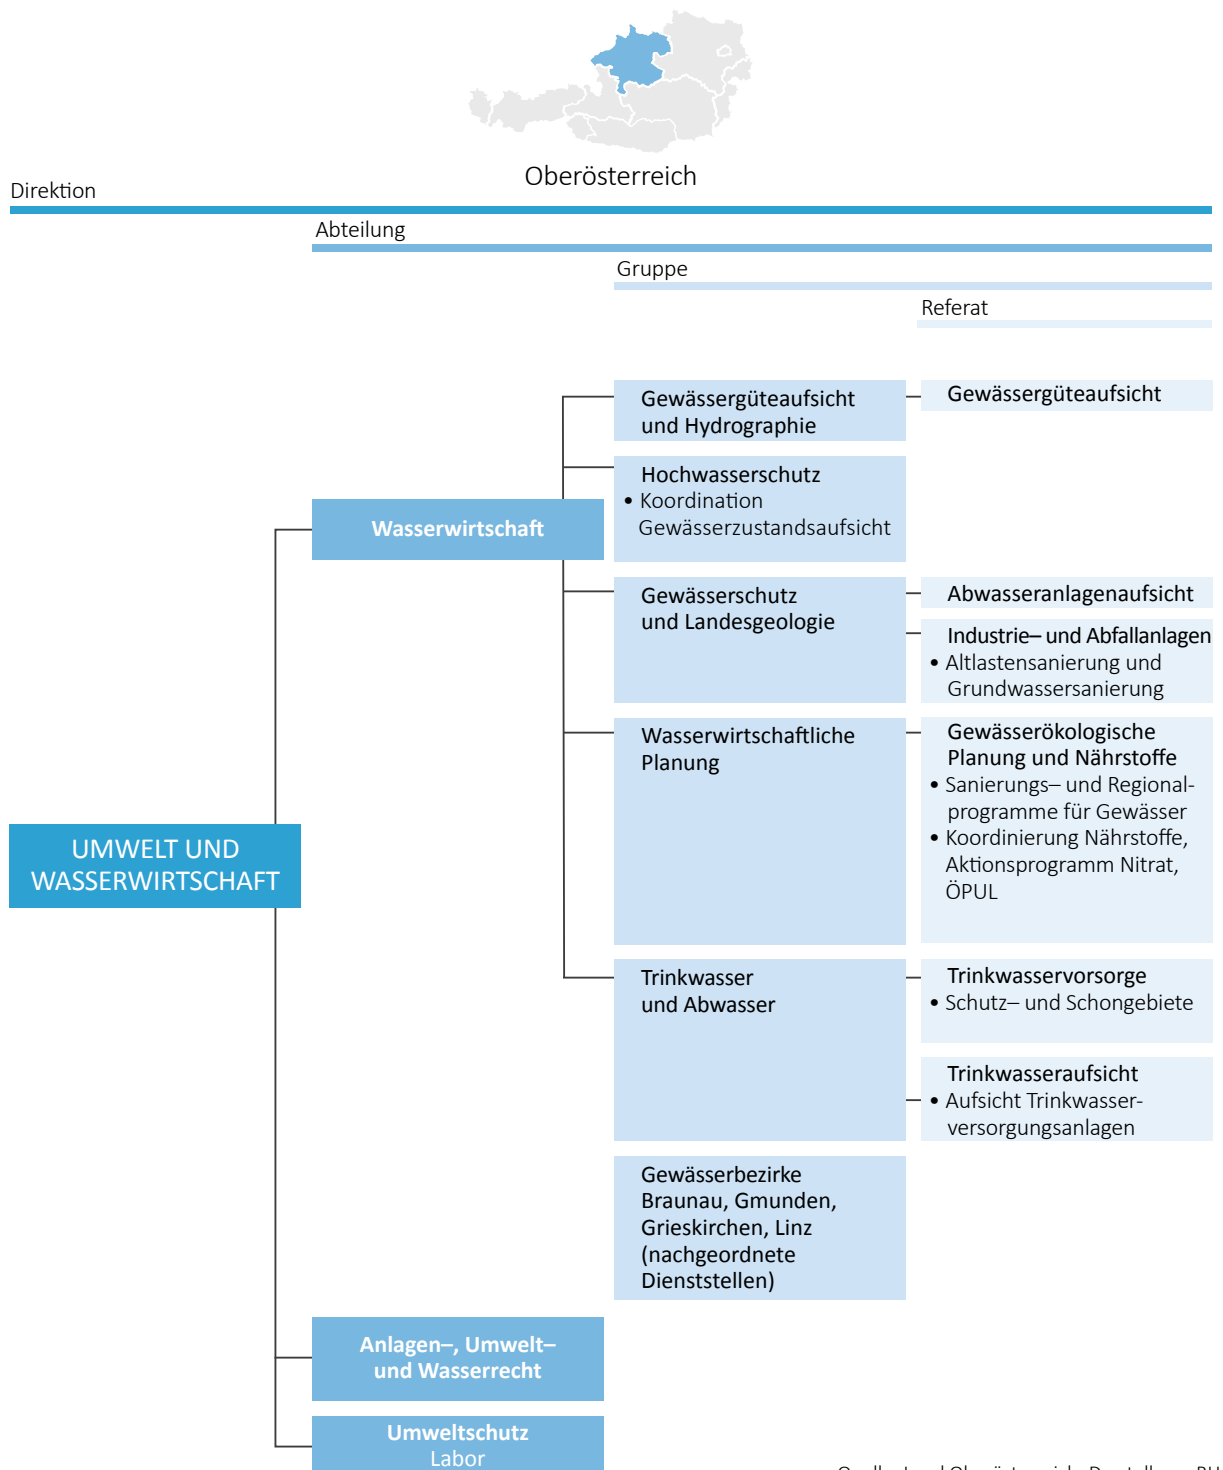 Oberösterreich
Direktion
Abteilung
Gruppe
Referat
Gewässergüteaufsicht
und Hydrographie
Gewässergüteaufsicht
Hochwasserschutz
• Koordination
Gewässerzustandsaufsicht
Wasserwirtschaft
Gewässerschutz
und Landesgeologie
Abwasseranlagenaufsicht
Industrie– und Abfallanlagen
• Altlastensanierung und
Grundwassersanierung
Wasserwirtschaftliche
Planung
Gewässerökologische
Planung und Nährstoffe
• Sanierungs– und Regional-
programme für Gewässer
• Koordinierung Nährstoffe,
Aktionsprogramm Nitrat,
ÖPUL
UMWELT UND
WASSERWIRTSCHAFT
Trinkwasser
und Abwasser
Trinkwasservorsorge
• Schutz– und Schongebiete
Trinkwasseraufsicht
• Aufsicht Trinkwasser-
versorgungsanlagen
Gewässerbezirke
Braunau, Gmunden,
Grieskirchen, Linz
(nachgeordnete
Dienststellen)
Anlagen–, Umwelt–
und Wasserrecht
Umweltschutz
Labor